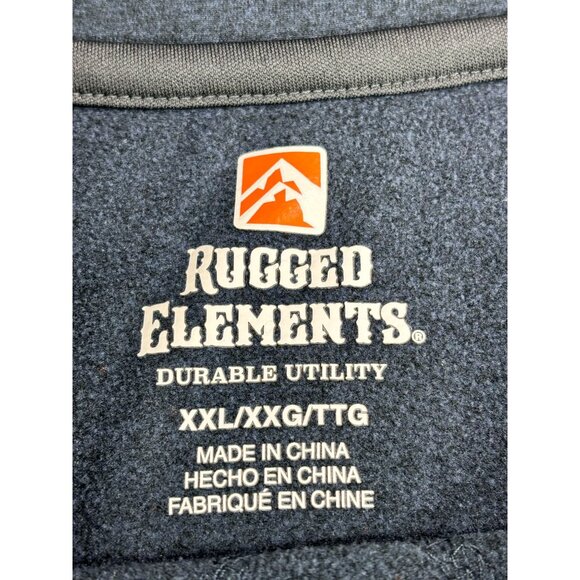 RUGGED
ELEMENTS®
DURABLE UTILITY
XXL/XXG/TTG
MADE IN CHINA
HECHO EN CHINA
FABRIQUÉ EN CHINE